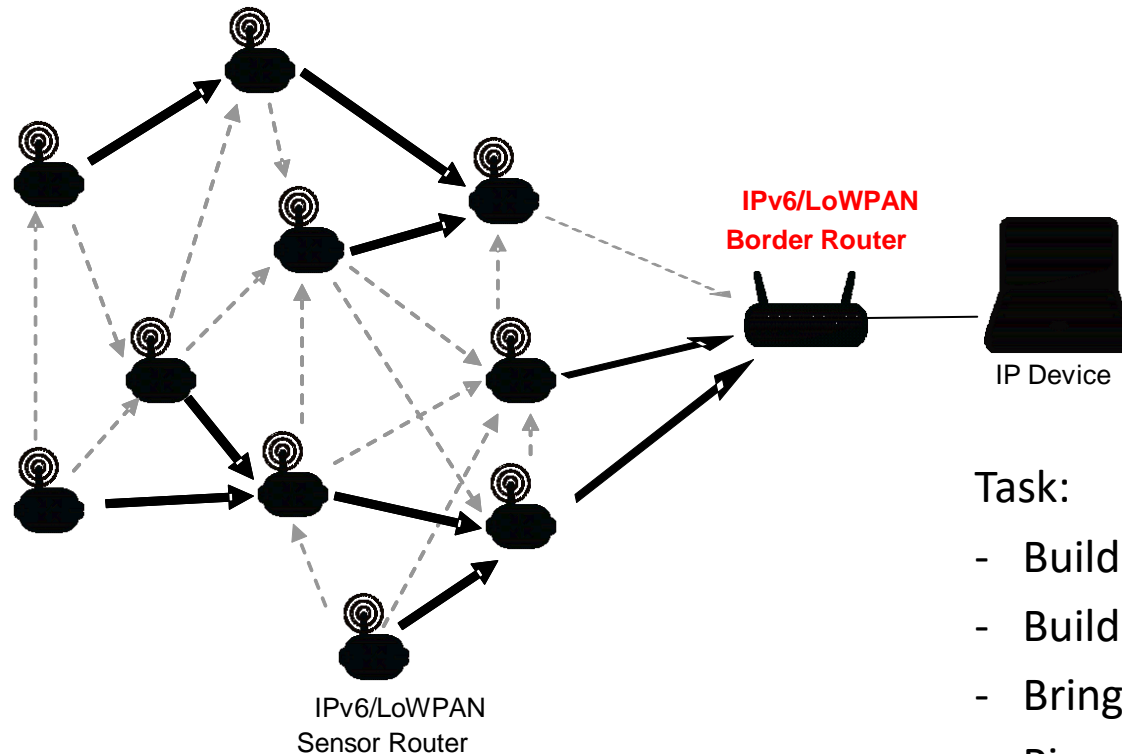 IPv6/LoWPAN
Border Router
IP Device
Task:
- Build
- Build
- Bring
IPv6/LoWPAN
Sensor Router